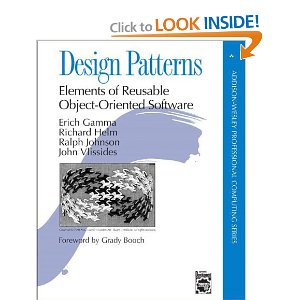 Click to LOOK INSIDE!
Design Patterns
Elements of Reusable
Object-Oriented Software
Erich Gamma
Richard Helm
Ralph Johnson
John Vlissides
Foreword by Grady Booch
ADDISON-WESLEY PROFESSIONAL COMPUTING SERIES